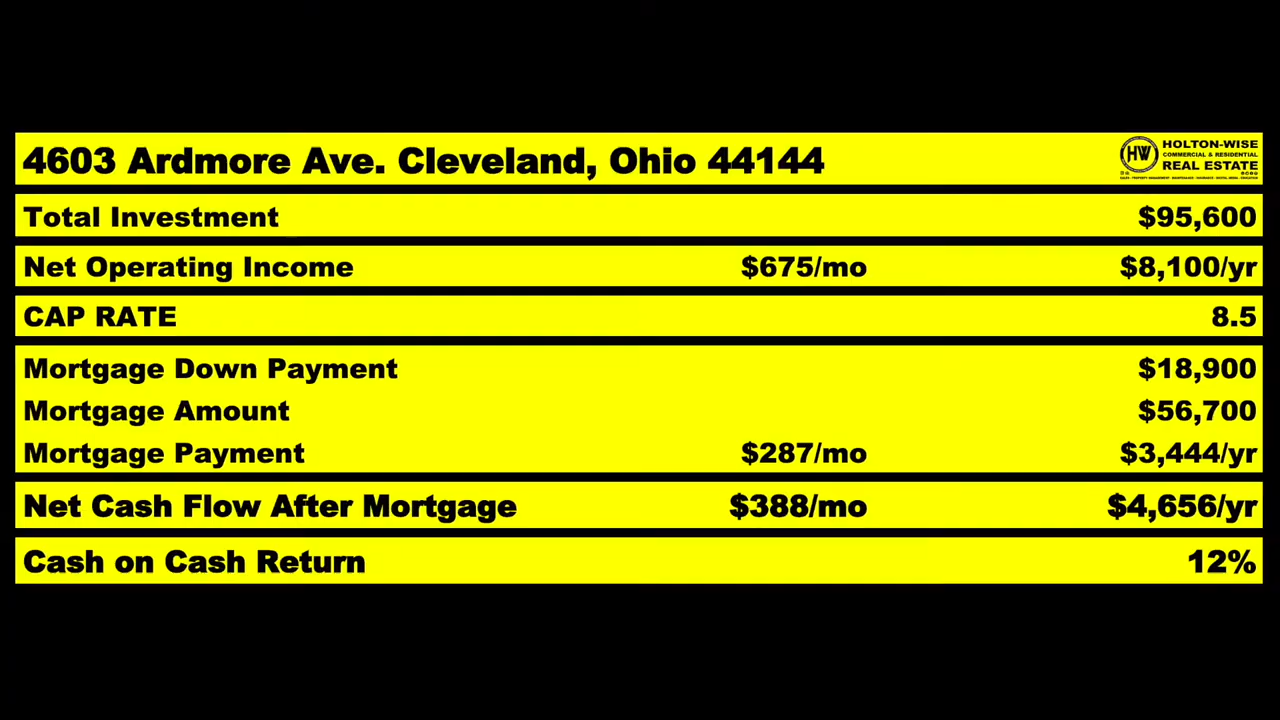 4603 Ardmore Ave. Cleveland, Ohio 44144
HW
HOLTON-WISE
COMMERCIAL & RESIDENTIAL
REAL ESTATE
Total Investment $95,600
Net Operating Income $675/mo $8,100/yr
CAP RATE 8.5
Mortgage Down Payment $18,900
Mortgage Amount $56,700
Mortgage Payment $287/mo $3,444/yr
Net Cash Flow After Mortgage $388/mo $4,656/yr
Cash on Cash Return 12%